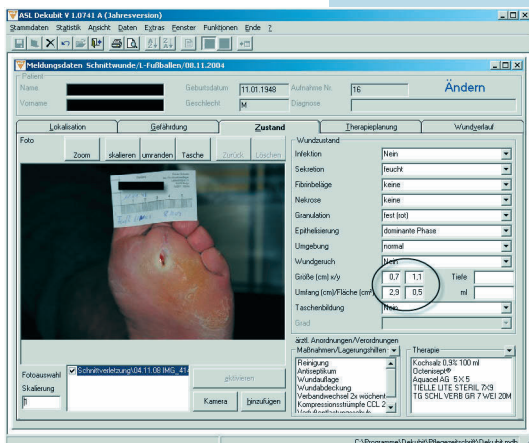 ASL Dekubit V 1.0741 A (Jahresversion)
Stammdaten Statistik Ansicht Daten Extras Fenster Funktionen Ende ?
Meldungsdaten Schnittwunde/L-Fußballen/08.11.2004
Patient
Name Geburtsdatum 11.01.1948 Aufnahme Nr. 16 Ändern
Vorname Geschlecht M Diagnose
Lokalisation Gefährdung Zustand Therapieplanung Wundverlauf
Foto
Zoom skalieren umranden Tasche Zurück Löschen
Wundzustand
Infektion Nein
Sekretion feucht
Fibrinbeläge keine
Nekrose keine
Granulation fest (rot)
Epithelisierung dominante Phase
Umgebung normal
Wundgeruch Nein
Größe (cm) x/y 0,7 1,1 Tiefe
Umfang (cm)/Fläche (cm²) 2,9 0,5 ml
Taschenbildung Nein
Grad
ärztl. Anordnungen/Verordnungen
Maßnahmen/Lagerungshilfen
Reinigung
Antiseptikum
Wundauflage
Wundabdeckung
Verbandwechsel 2x wöchent
Kompressionsstrümpfe CCL 2
Therapie
Kochsalz 0,9% 100 ml
Octenisept®
Aquacel AG 5X5
TIELLE LITE STERIL 7X9
TG SCHL VERB GR 7 WEI 20M
Fotoauswahl
Schnittverletzung\04.11.08 IMG_414
Skalierung
1
aktivieren
Kamera hinzufügen
C:\Programme\Dekubit\Pflegezeitschrift\Dekubit.mdb